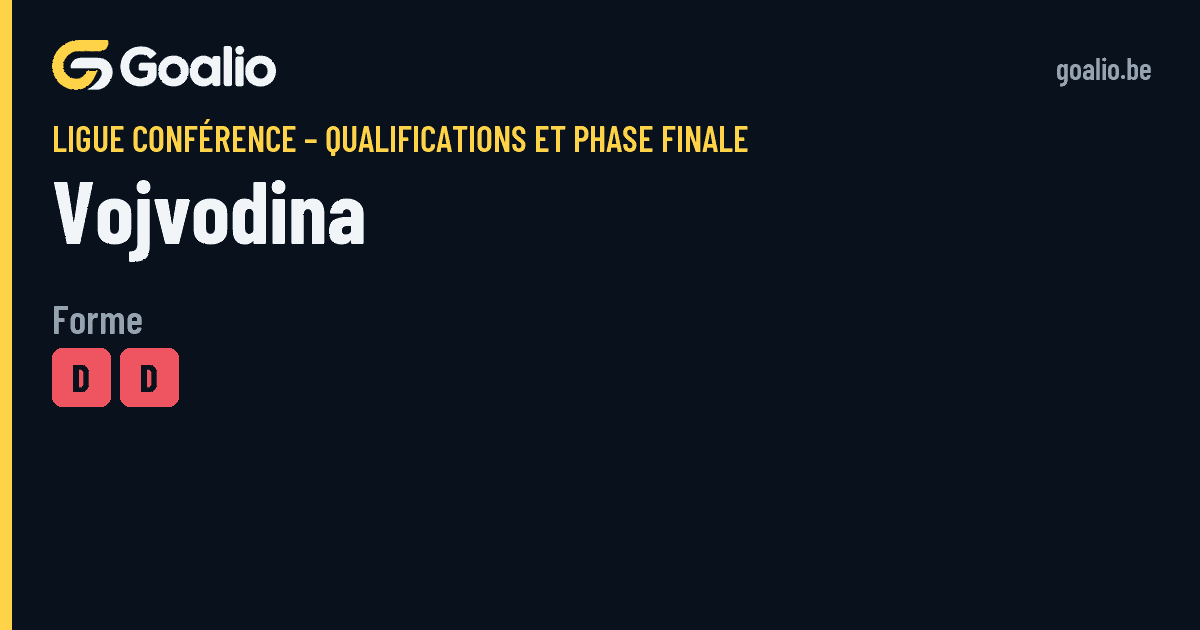 Goalio
goalio.be
LIGUE CONFÉRENCE – QUALIFICATIONS ET PHASE FINALE
Vojvodina
Forme
D D